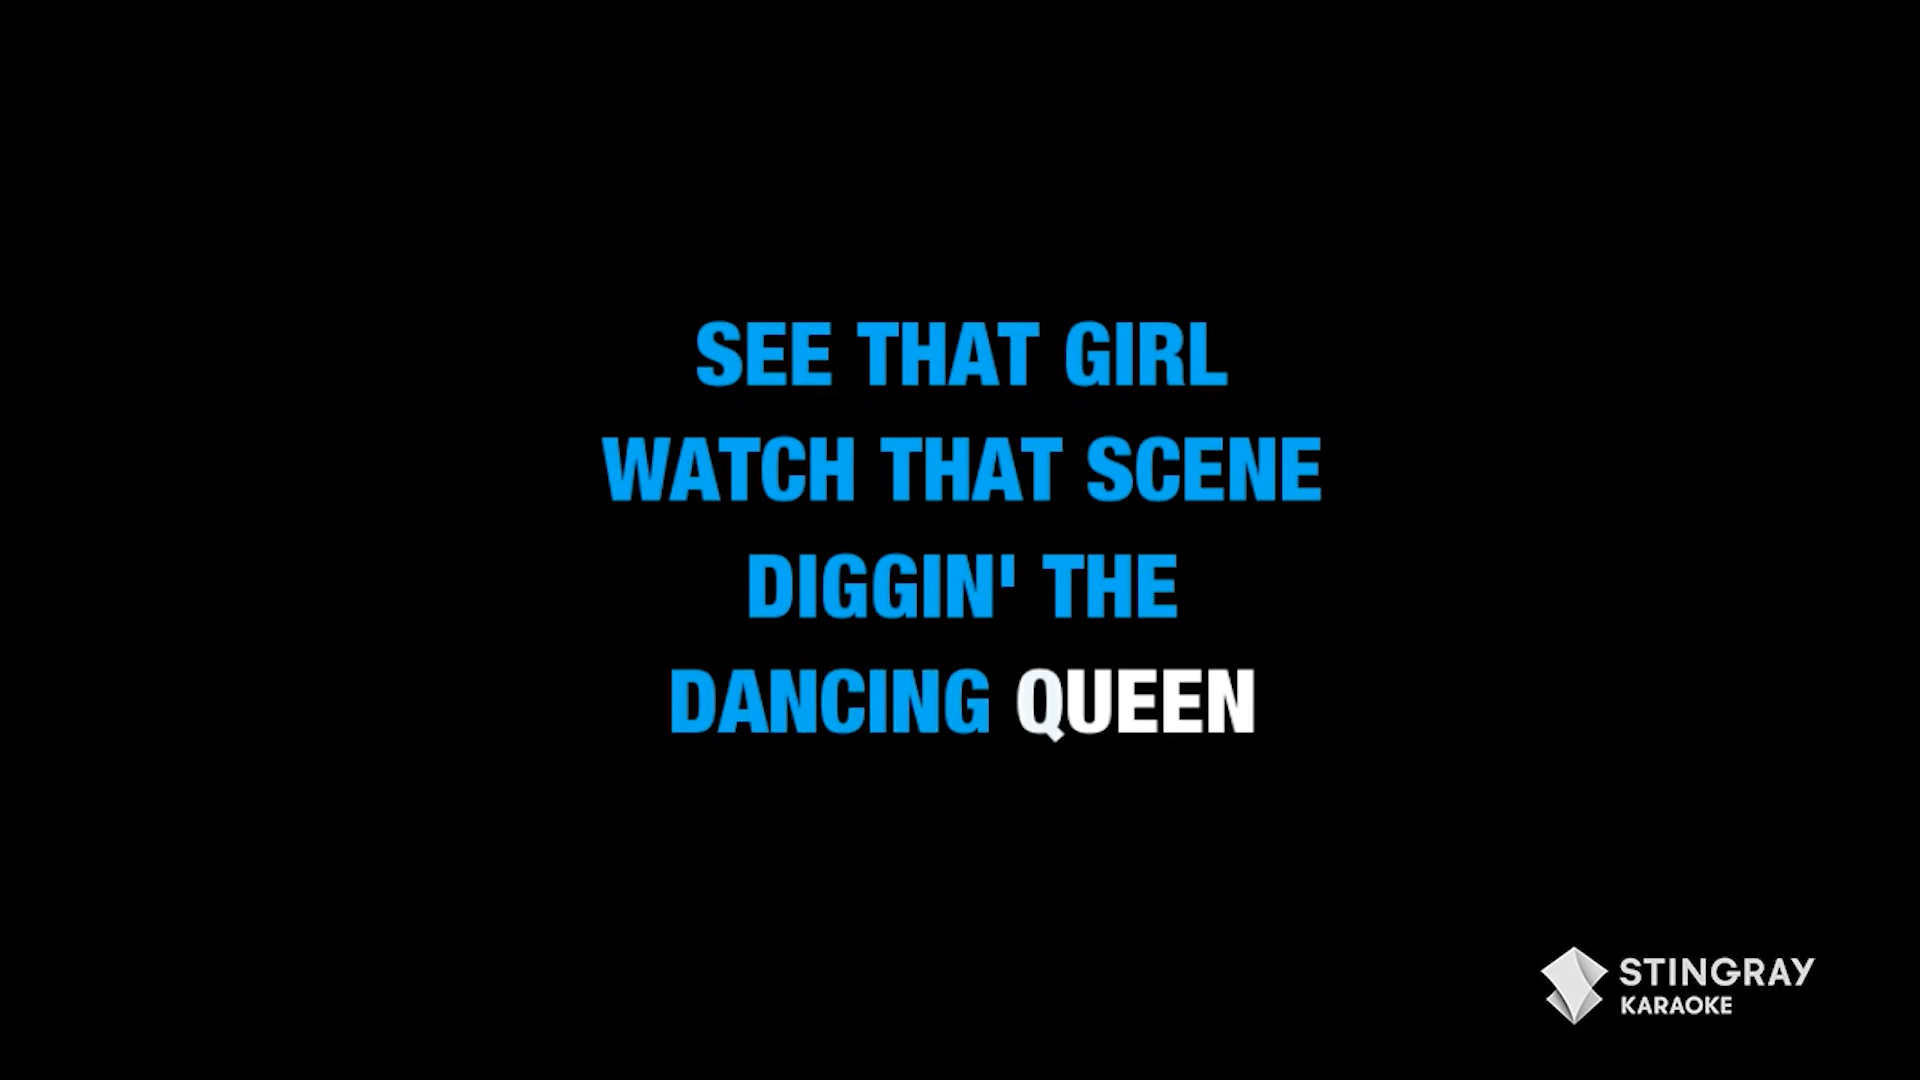 SEE THAT GIRL
WATCH THAT SCENE
DIGGIN' THE
DANCING QUEEN
STINGRAY
KARAOKE